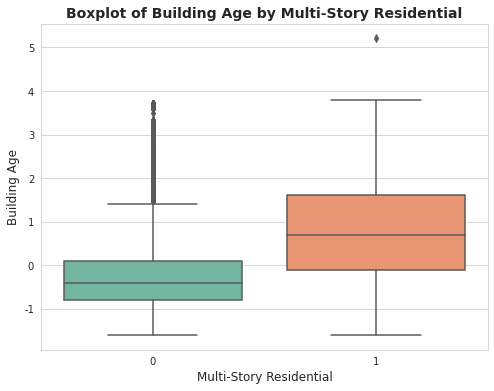 Boxplot of Building Age by Multi-Story Residential
5
4
3
2
1
0
-1
Building Age
0 1
Multi-Story Residential